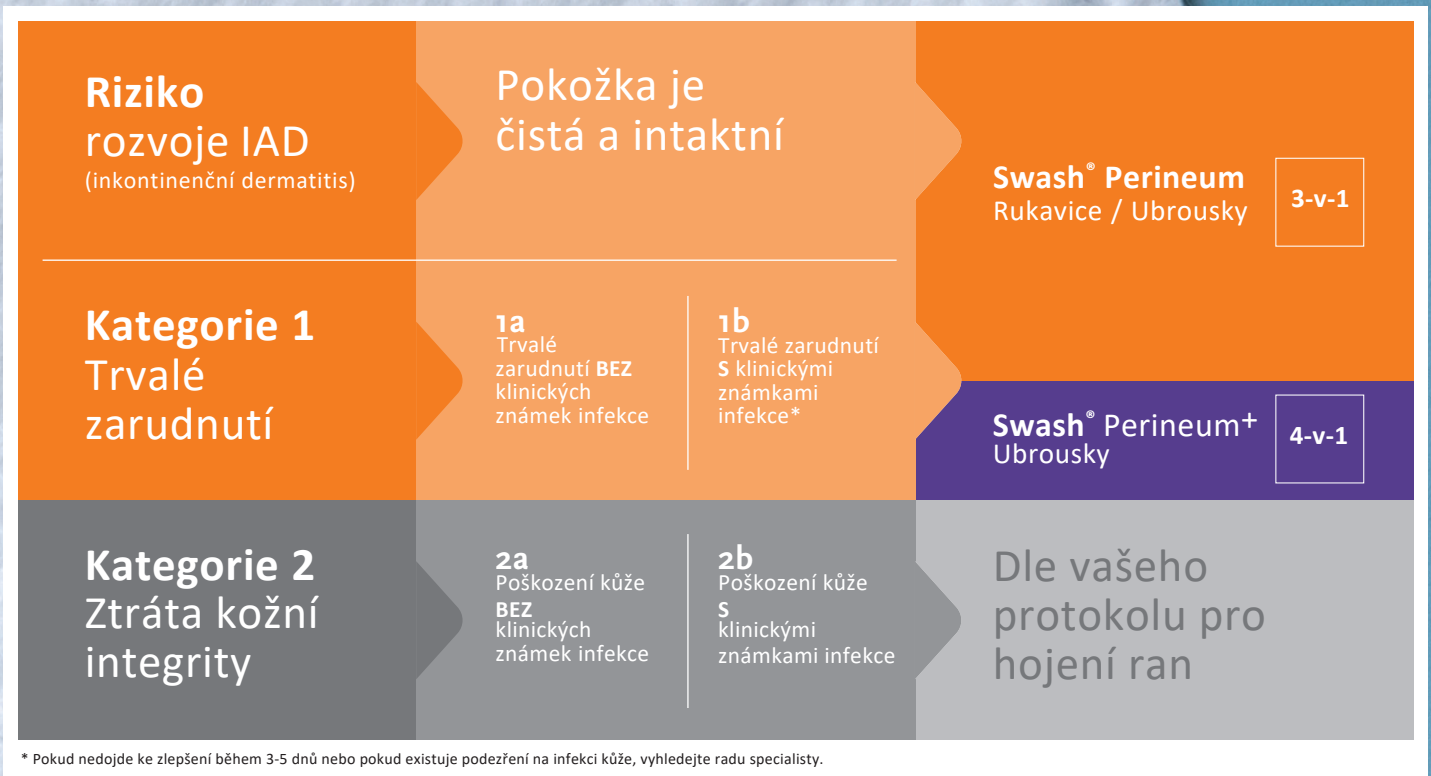 Riziko
rozvoje IAD
(inkontinenční dermatitis)
Pokožka je
čistá a intaktní
Swash® Perineum
Rukavice / Ubrousky
3-v-1
Kategorie 1
Trvalé
zarudnutí
1a
Trvalé
zarudnutí BEZ
klinických
známek infekce
1b
Trvalé zarudnutí
S klinickými
známkami
infekce*
Swash® Perineum+
Ubrousky
4-v-1
Kategorie 2
Ztráta kožní
integrity
2a
Poškození kůže
BEZ
klinických
známek infekce
2b
Poškození kůže
S
klinickými
známkami infekce
Dle vašeho
protokolu pro
hojení ran
* Pokud nedojde ke zlepšení během 3-5 dnů nebo pokud existuje podezření na infekci kůže, vyhledejte radu specialisty.